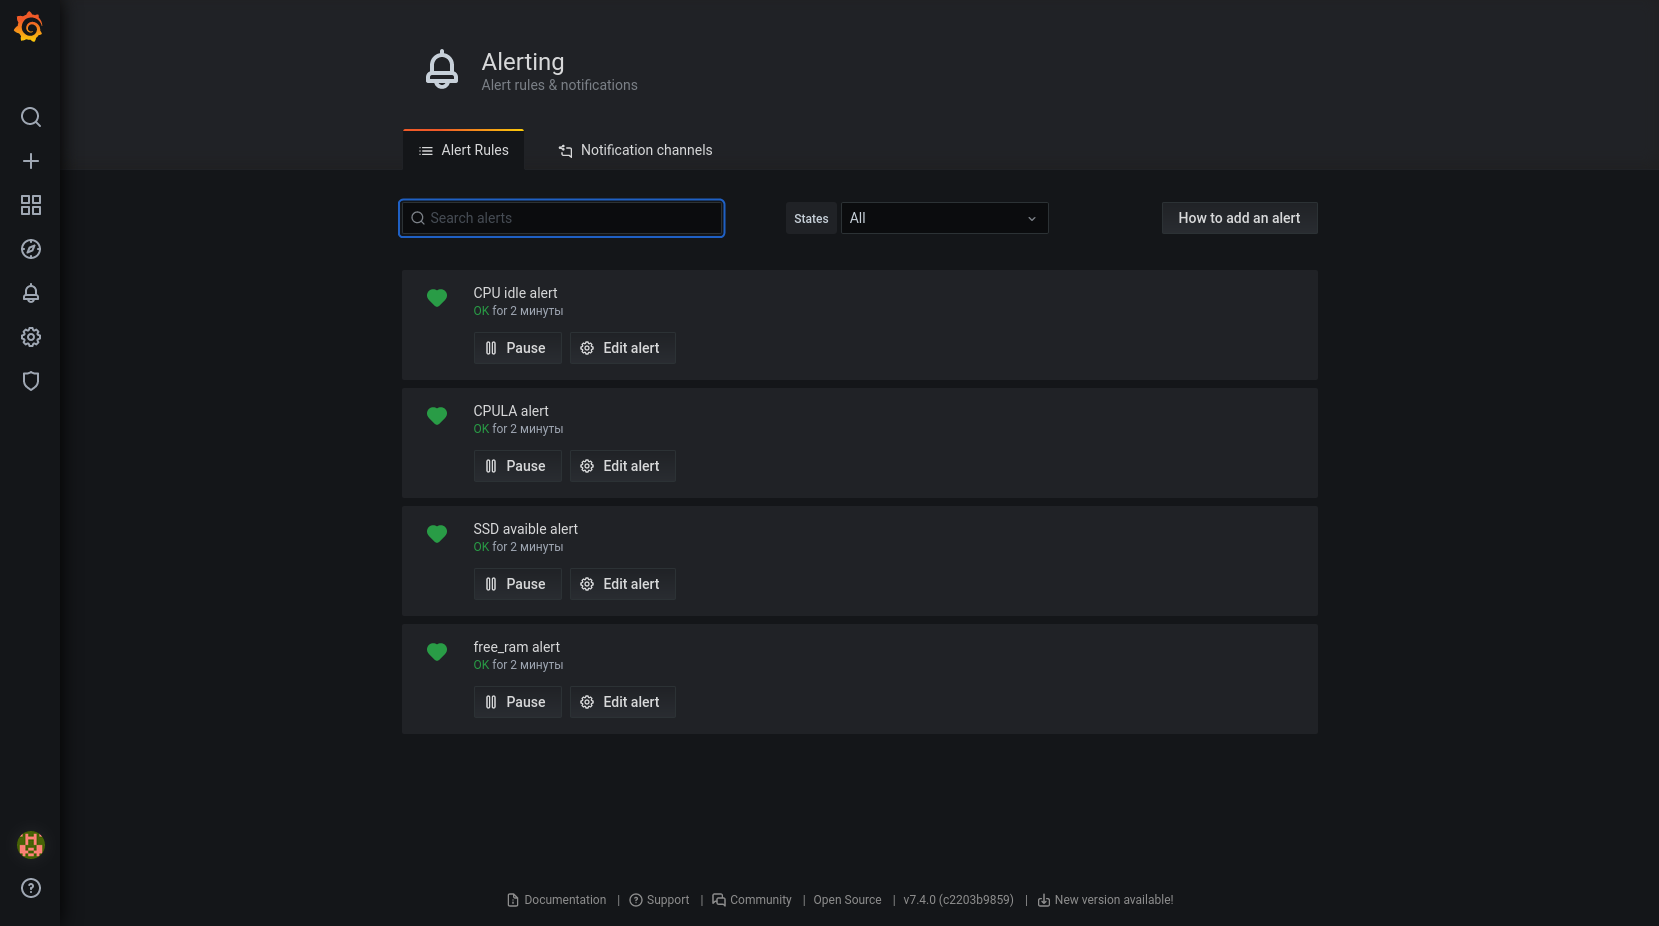 Alerting
Alert rules & notifications
Alert Rules
Notification channels
Search alerts
States
All
How to add an alert
CPU idle alert
OK for 2 минуты
Pause
Edit alert
CPULA alert
OK for 2 минуты
Pause
Edit alert
SSD avaible alert
OK for 2 минуты
Pause
Edit alert
free_ram alert
OK for 2 минуты
Pause
Edit alert
Documentation | Support | Community | Open Source | v7.4.0 (c2203b9859) | New version available!